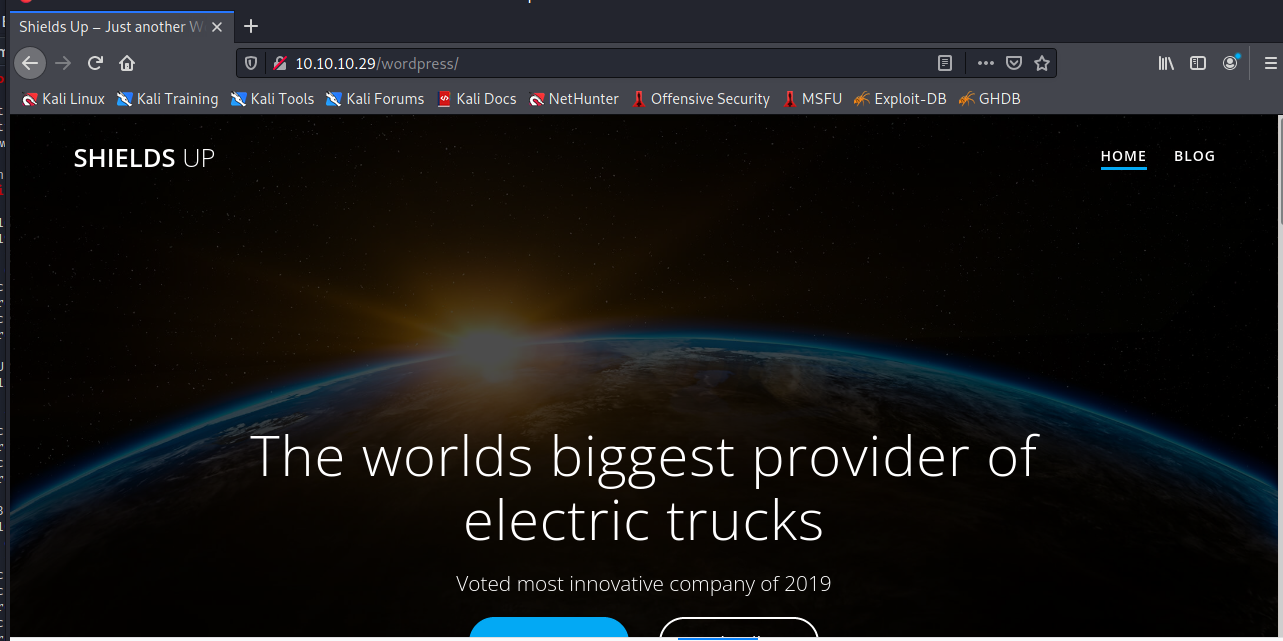 Shields Up – Just another W
10.10.10.29/wordpress/
Kali Linux Kali Training Kali Tools Kali Forums Kali Docs NetHunter Offensive Security MSFU Exploit-DB GHDB
SHIELDS UP
HOME BLOG
The worlds biggest provider of
electric trucks
Voted most innovative company of 2019